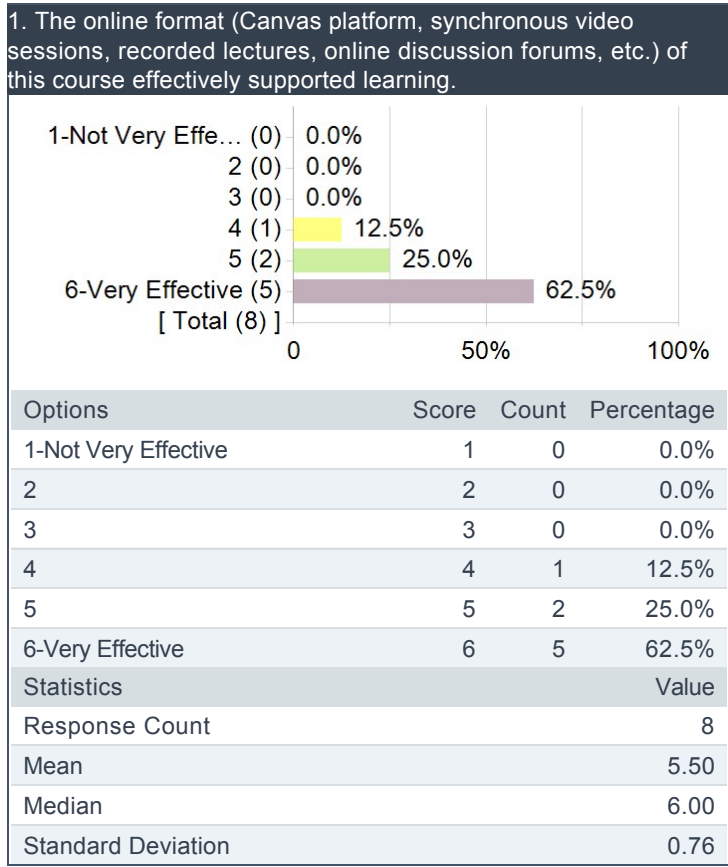 1. The online format (Canvas platform, synchronous video
sessions, recorded lectures, online discussion forums, etc.) of
this course effectively supported learning.
1-Not Very Effe... (0) 0.0%
2 (0) 0.0%
3 (0) 0.0%
4 (1) 12.5%
5 (2) 25.0%
6-Very Effective (5) 62.5%
[ Total (8) ]
0 50% 100%
Options Score Count Percentage
1-Not Very Effective 1 0 0.0%
2 2 0 0.0%
3 3 0 0.0%
4 4 1 12.5%
5 5 2 25.0%
6-Very Effective 6 5 62.5%
Statistics Value
Response Count 8
Mean 5.50
Median 6.00
Standard Deviation 0.76